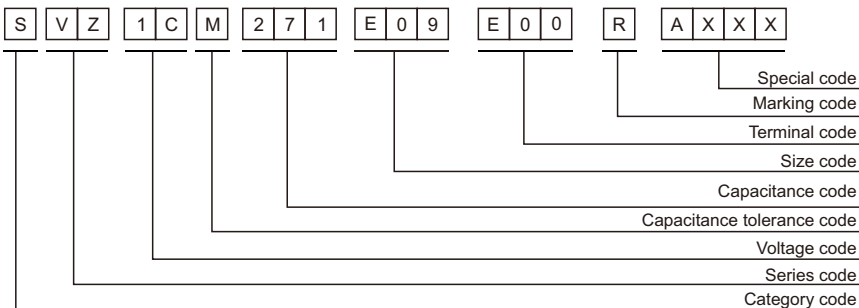 S V Z 1 C M 2 7 1 E 0 9 E 0 0 R A X X X
Special code
Marking code
Terminal code
Size code
Capacitance code
Capacitance tolerance code
Voltage code
Series code
Category code